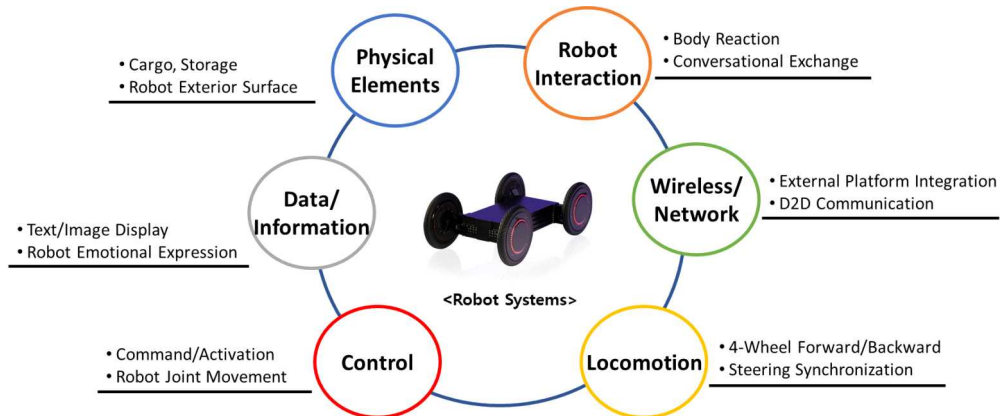 Physical
Elements
• Cargo, Storage
• Robot Exterior Surface
Robot
Interaction
• Body Reaction
• Conversational Exchange
Data/
Information
• Text/Image Display
• Robot Emotional Expression
Wireless/
Network
• External Platform Integration
• D2D Communication
<Robot Systems>
Control
• Command/Activation
• Robot Joint Movement
Locomotion
• 4-Wheel Forward/Backward
• Steering Synchronization